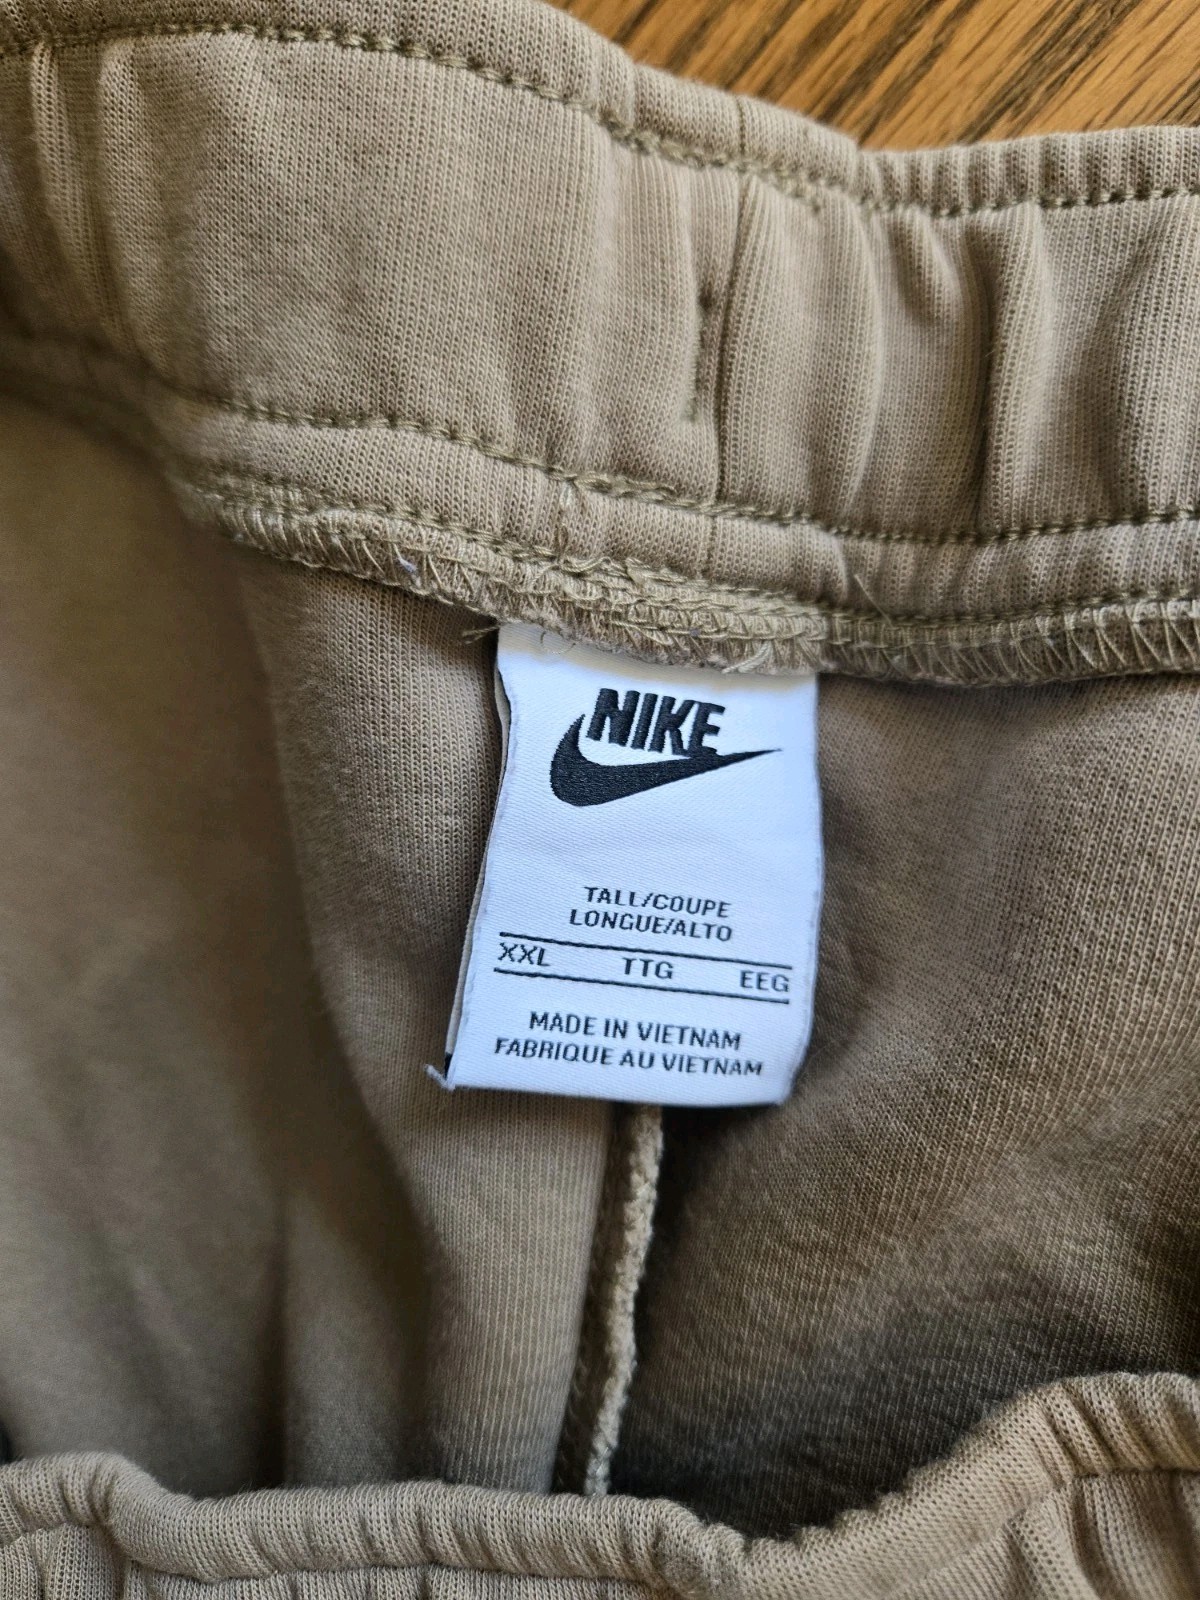 NIKE
TALL/COUPE
LONGUE/ALTO
XXL TTG EEG
MADE IN VIETNAM
FABRIQUE AU VIETNAM